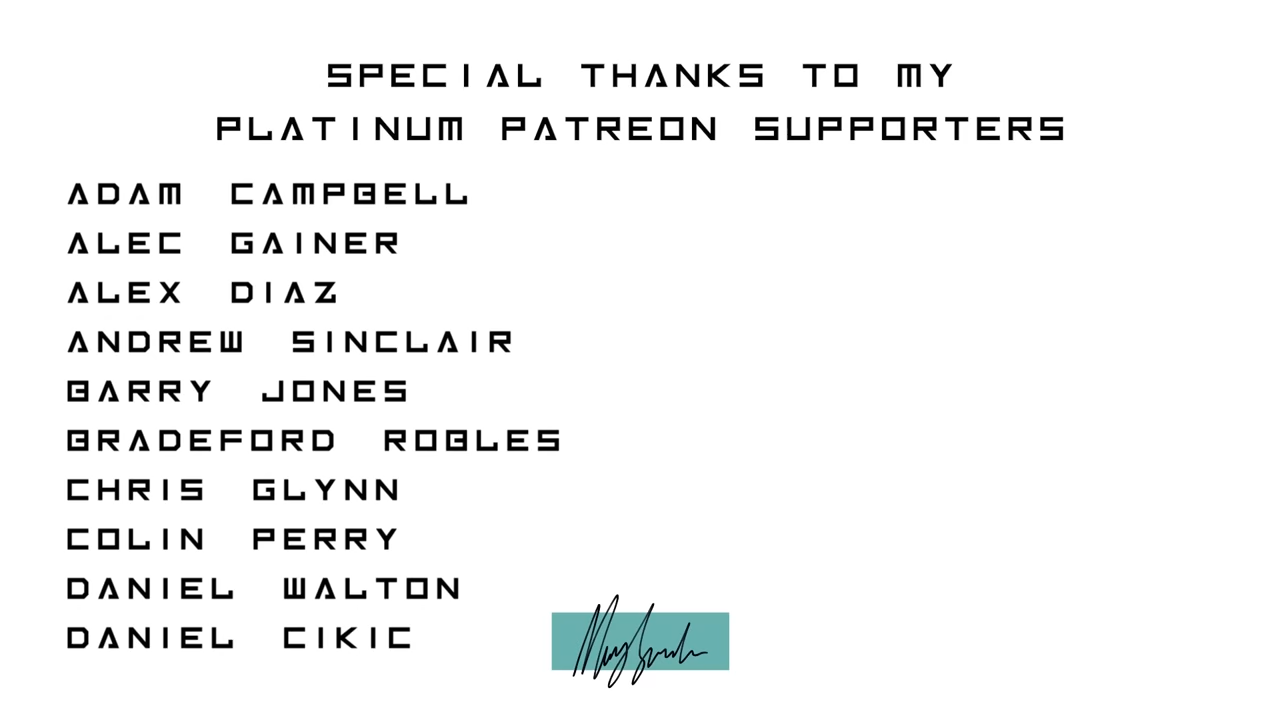 SPECIAL THANKS TO MY
PLATINUM PATREON SUPPORTERS
ADAM CAMPBELL
ALEC GAINER
ALEX DIAZ
ANDREW SINCLAIR
BARRY JONES
BRADEFORD ROBLES
CHRIS GLYNN
COLIN PERRY
DANIEL WALTON
DANIEL CIKIC